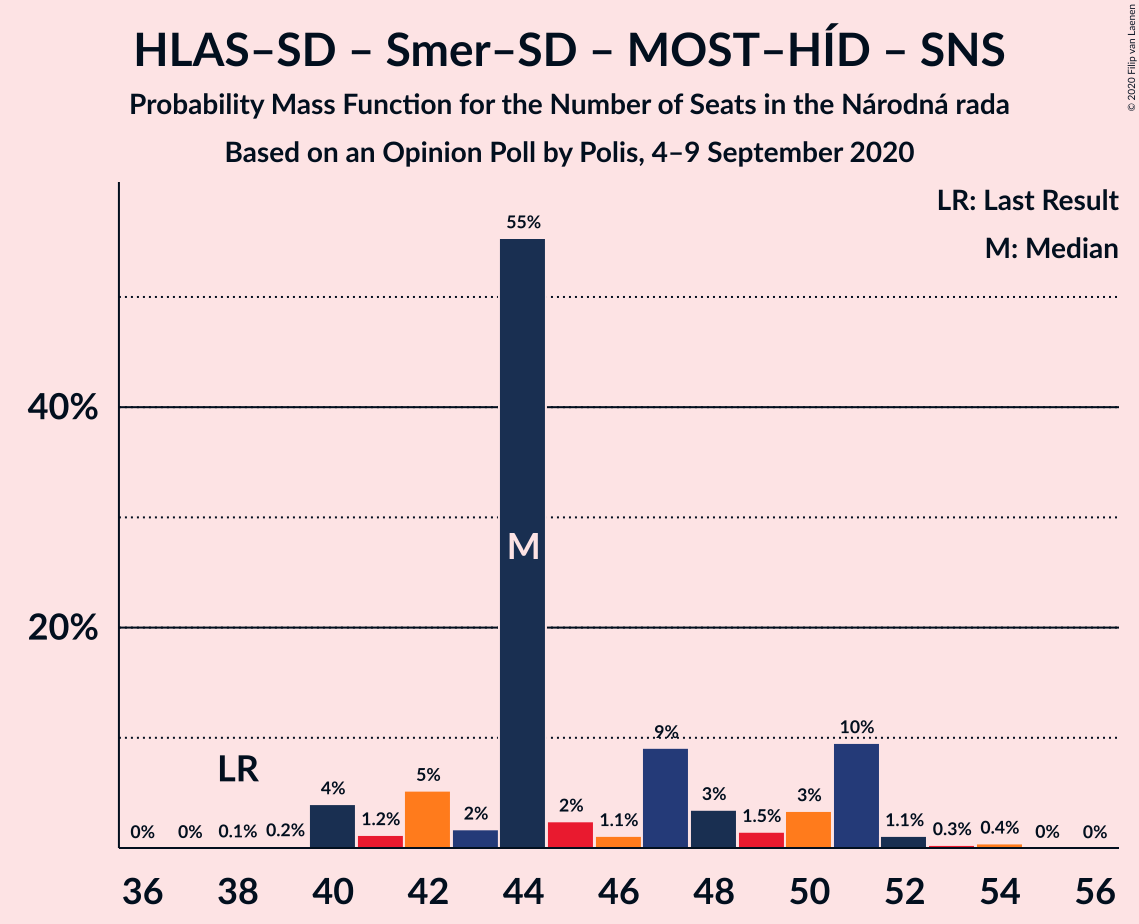 HLAS–SD – Smer–SD – MOST–HÍD – SNS
Probability Mass Function for the Number of Seats in the Národná rada
Based on an Opinion Poll by Polis, 4–9 September 2020
© 2020 Filip van Laenen
LR: Last Result
M: Median
55%
40%
M
20%
LR
0% 0% 0.1% 0.2% 4% 1.2% 5% 2% 2% 1.1% 9% 3% 1.5% 3% 10% 1.1% 0.3% 0.4% 0% 0%
36 38 40 42 44 46 48 50 52 54 56